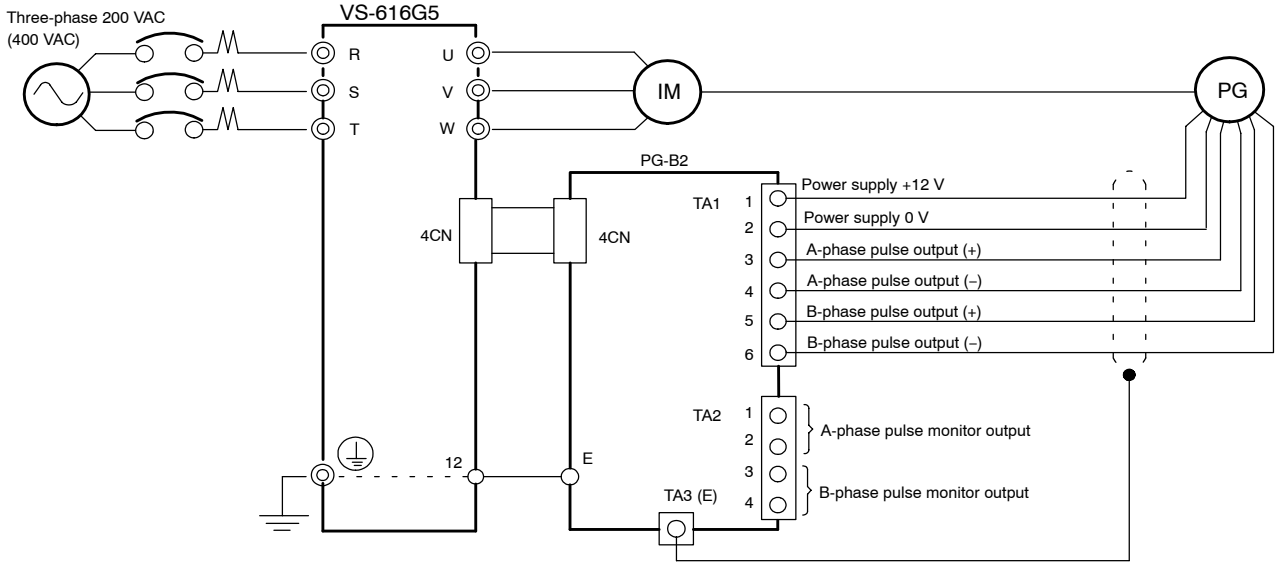 Three-phase 200 VAC
(400 VAC)
VS-616G5
R
S
T
U
V
W
IM
PG
PG-B2
4CN
4CN
TA1
1
2
3
4
5
6
Power supply +12 V
Power supply 0 V
A-phase pulse output (+)
A-phase pulse output (−)
B-phase pulse output (+)
B-phase pulse output (−)
TA2
1
2
3
4
A-phase pulse monitor output
B-phase pulse monitor output
12
E
TA3 (E)